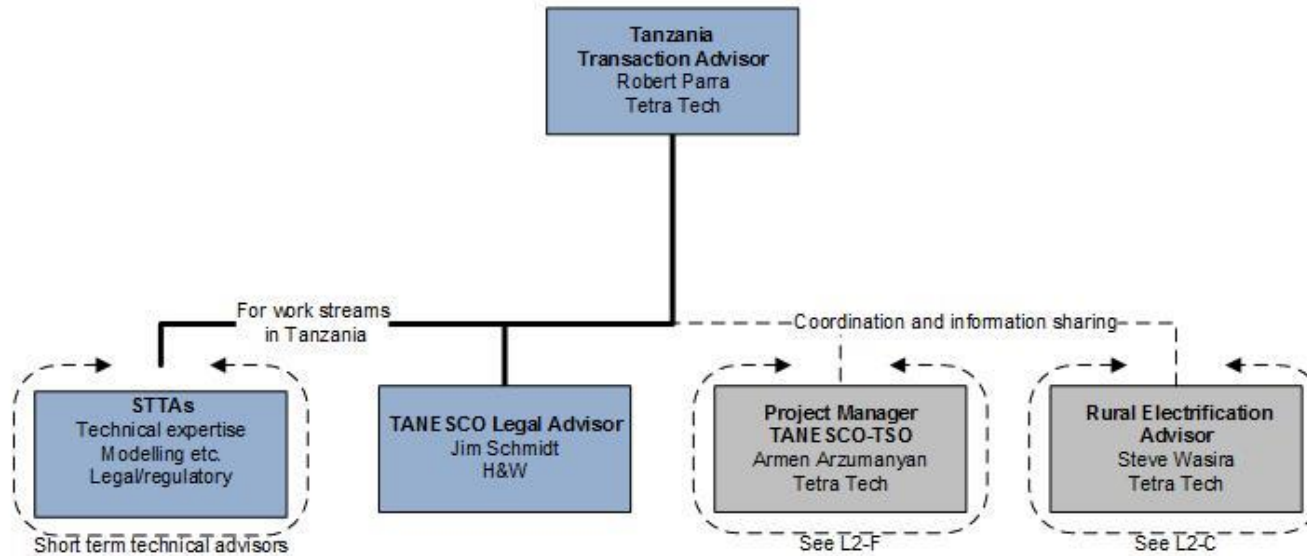 Tanzania
Transaction Advisor
Robert Parra
Tetra Tech
For work streams
in Tanzania
Coordination and information sharing
STTAs
Technical expertise
Modelling etc.
Legal/regulatory
Short term technical advisors
TANESCO Legal Advisor
Jim Schmidt
H&W
Project Manager
TANESCO-TSO
Armen Arzumanyan
Tetra Tech
See L2-F
Rural Electrification
Advisor
Steve Wasira
Tetra Tech
See L2-C